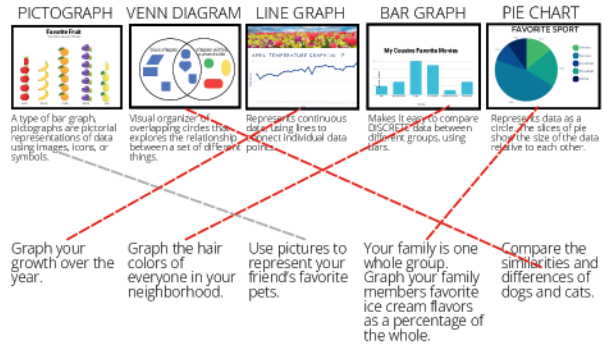 PICTOGRAPH
VENN DIAGRAM
LINE GRAPH
BAR GRAPH
PIE CHART
Favorite Fruit
APRIL TEMPERATURE GRAPH IN
My Cousins Favorite Movies
FAVORITE SPORT
A type of bar graph,
pictographs are pictorial
representations of data
using images, icons, or
symbols.
Visual organizer of
overlapping circles that
explores the relationship
between a set of different
things.
Represents continuous
data, using lines to
connect individual data
points.
Makes it easy to compare
DISCRETE data between
different groups, using
bars.
Represents data as a
circle. The slices of pie
show the size of the data
relative to each other.
Graph your
growth over the
year.
Graph the hair
colors of
everyone in your
neighborhood.
Use pictures to
represent your
friend's favorite
pets.
Your family is one
whole group.
Graph your family
members favorite
ice cream flavors
as a percentage of
the whole.
Compare the
similarities and
differences of
dogs and cats.